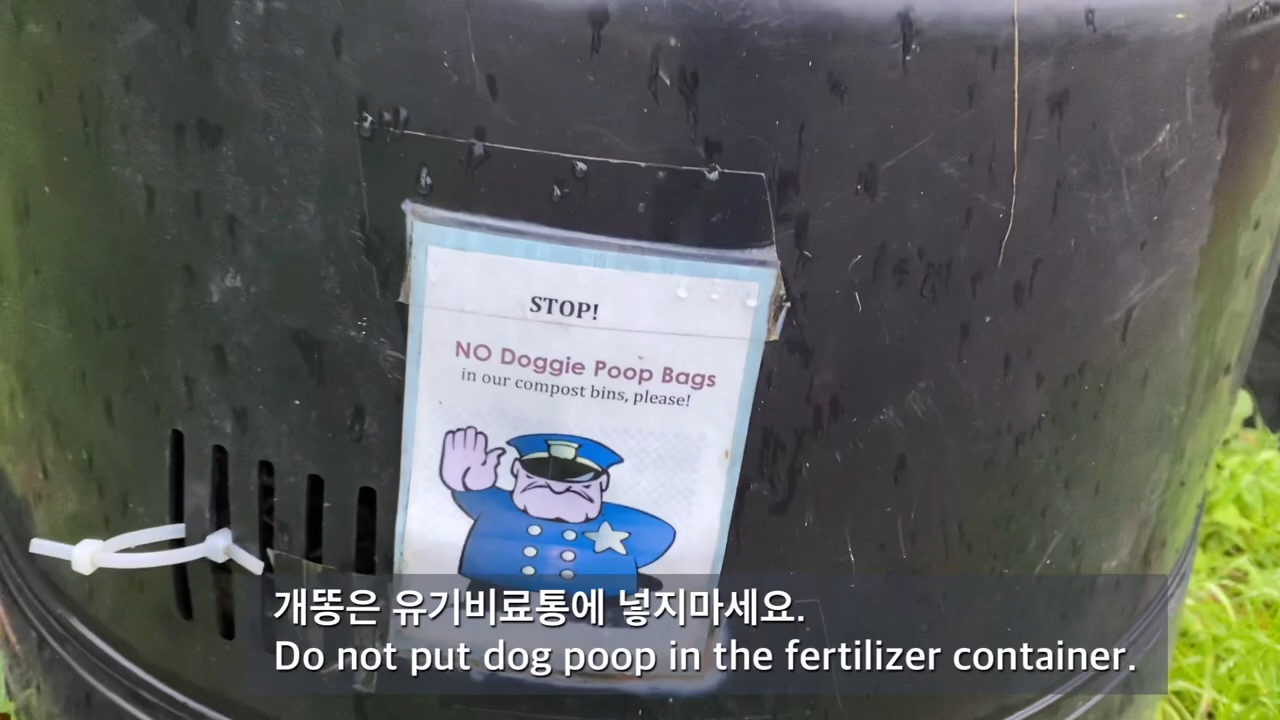 STOP!
NO Doggie Poop Bags
in our compost bins, please!
개똥은 유기비료통에 넣지마세요.
Do not put dog poop in the fertilizer container.